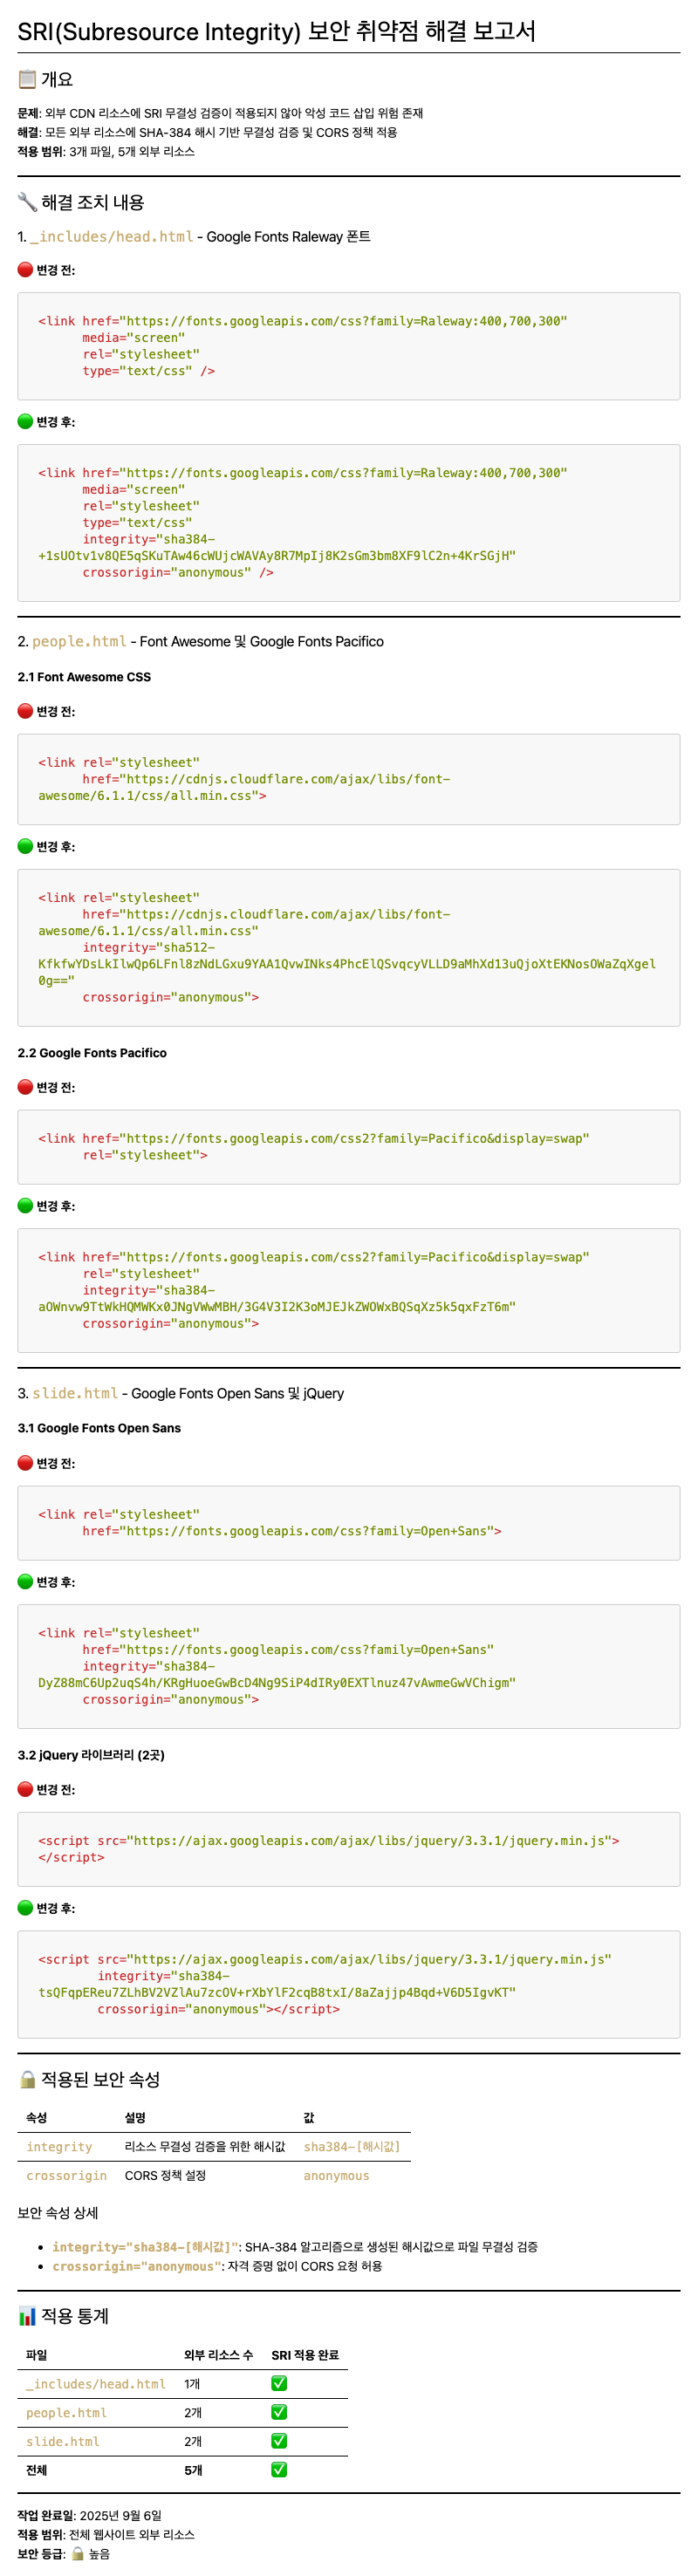 SRI(Subresource Integrity) 보안 취약점 해결 보고서
📋 개요
문제: 외부 CDN 리소스에 SRI 무결성 검증이 적용되지 않아 악성 코드 삽입 위험 존재
해결: 모든 외부 리소스에 SHA-384 해시 기반 무결성 검증 및 CORS 정책 적용
적용 범위: 3개 파일, 5개 외부 리소스
🔧 해결 조치 내용
1. _includes/head.html - Google Fonts Raleway 폰트
🔴 변경 전:
<link href="https://fonts.googleapis.com/css?family=Raleway:400,700,300"
media="screen"
rel="stylesheet"
type="text/css" />
🟢 변경 후:
<link href="https://fonts.googleapis.com/css?family=Raleway:400,700,300"
media="screen"
rel="stylesheet"
type="text/css"
integrity="sha384-
+1sUOtv1v8QE5qSKuTAw46cWUjcWAVAy8R7MpIj8K2sGm3bm8XF9lC2n+4KrSGjH"
crossorigin="anonymous" />
2. people.html - Font Awesome 및 Google Fonts Pacifico
2.1 Font Awesome CSS
🔴 변경 전:
<link rel="stylesheet"
href="https://cdnjs.cloudflare.com/ajax/libs/font-
awesome/6.1.1/css/all.min.css">
🟢 변경 후:
<link rel="stylesheet"
href="https://cdnjs.cloudflare.com/ajax/libs/font-
awesome/6.1.1/css/all.min.css"
integrity="sha512-
KfkfwYDsLkIlwQp6LFnl8zNdLGxu9YAA1QvwINks4PhcElQSvqcyVLLD9aMhXd13uQjoXtEKNosOWaZqXgel
0g=="
crossorigin="anonymous">
2.2 Google Fonts Pacifico
🔴 변경 전:
<link href="https://fonts.googleapis.com/css2?family=Pacifico&display=swap"
rel="stylesheet">
🟢 변경 후:
<link href="https://fonts.googleapis.com/css2?family=Pacifico&display=swap"
rel="stylesheet"
integrity="sha384-
aOWnvw9TtWkHQMWKx0JNgVWwMBH/3G4V3I2K3oMJEJkZWOWxBQSqXz5k5qxFzT6m"
crossorigin="anonymous">
3. slide.html - Google Fonts Open Sans 및 jQuery
3.1 Google Fonts Open Sans
🔴 변경 전:
<link rel="stylesheet"
href="https://fonts.googleapis.com/css?family=Open+Sans">
🟢 변경 후:
<link rel="stylesheet"
href="https://fonts.googleapis.com/css?family=Open+Sans"
integrity="sha384-
DyZ88mC6Up2uqS4h/KRgHuoeGwBcD4Ng9SiP4dIRy0EXTlnuz47vAwmeGwVChigm"
crossorigin="anonymous">
3.2 jQuery 라이브러리 (2곳)
🔴 변경 전:
<script src="https://ajax.googleapis.com/ajax/libs/jquery/3.3.1/jquery.min.js">
</script>
🟢 변경 후:
<script src="https://ajax.googleapis.com/ajax/libs/jquery/3.3.1/jquery.min.js"
integrity="sha384-
tsQFqpEReu7ZLhBV2VZlAu7zcOV+rXbYlF2cqB8txI/8aZajjp4Bqd+V6D5IgvKT"
crossorigin="anonymous"></script>
🔒 적용된 보안 속성
속성 설명 값
integrity 리소스 무결성 검증을 위한 해시값 sha384-[해시값]
crossorigin CORS 정책 설정 anonymous
보안 속성 상세
• integrity="sha384-[해시값]": SHA-384 알고리즘으로 생성된 해시값으로 파일 무결성 검증
• crossorigin="anonymous": 자격 증명 없이 CORS 요청 허용
📊 적용 통계
파일 외부 리소스 수 SRI 적용 완료
_includes/head.html 1개 ✅
people.html 2개 ✅
slide.html 2개 ✅
전체 5개 ✅
작업 완료일: 2025년 9월 6일
적용 범위: 전체 웹사이트 외부 리소스
보안 등급: 🔒 높음